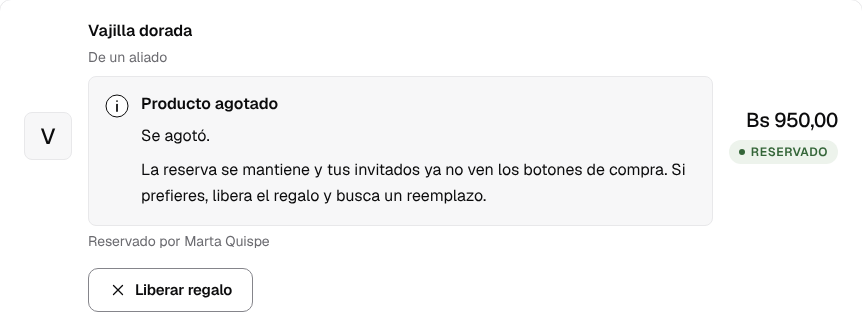 Vajilla dorada
De un aliado
Producto agotado
Se agotó.
La reserva se mantiene y tus invitados ya no ven los botones de compra. Si
prefieres, libera el regalo y busca un reemplazo.
V
Bs 950,00
RESERVADO
Reservado por Marta Quispe
Liberar regalo